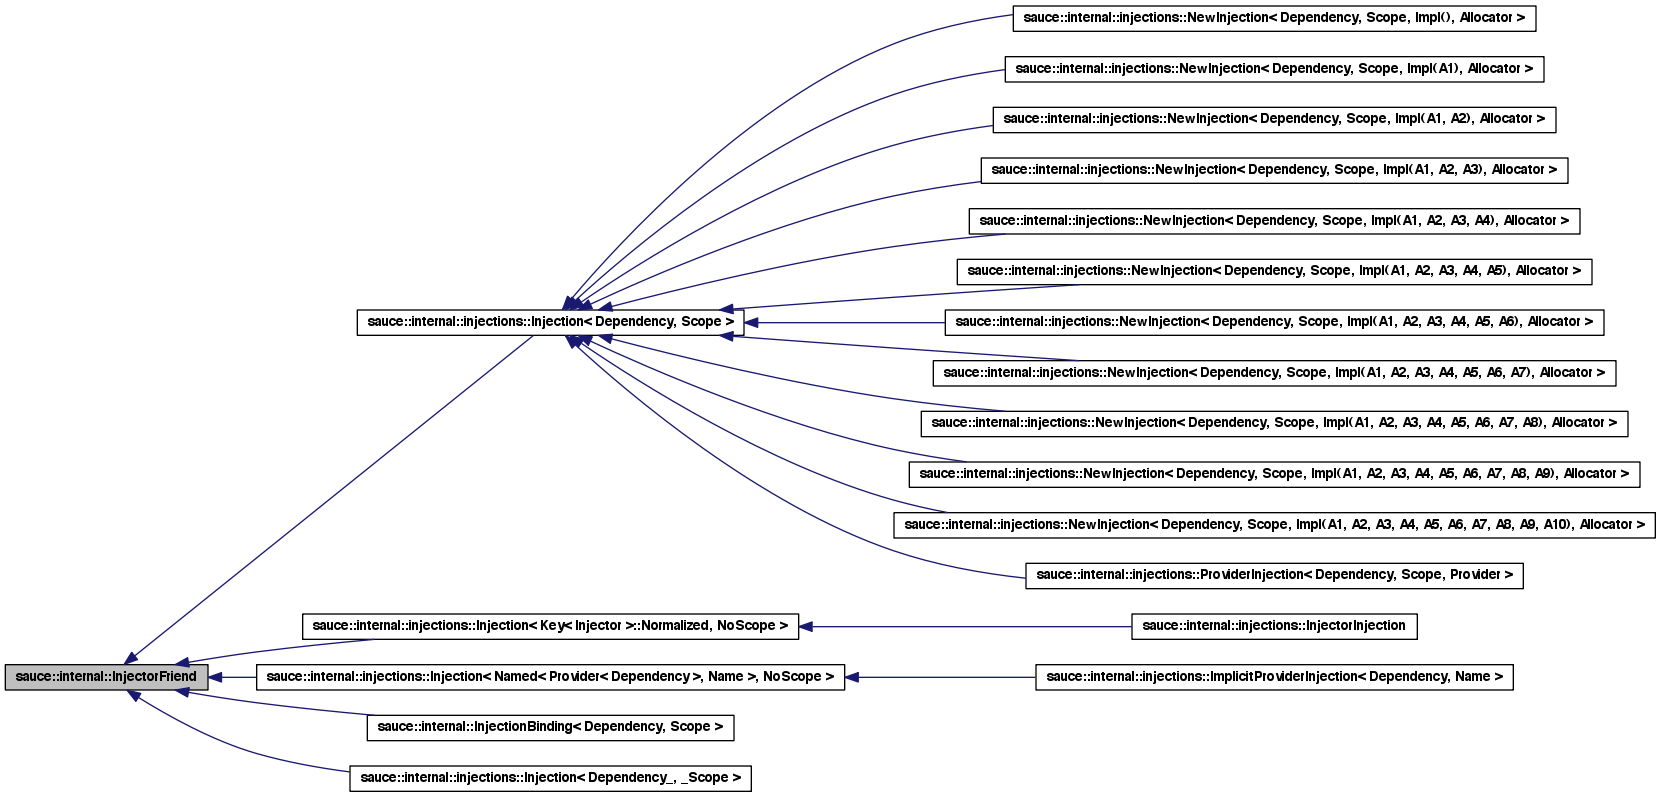 sauce::internal::injections::NewInjection< Dependency, Scope, Impl(), Allocator >
sauce::internal::injections::NewInjection< Dependency, Scope, Impl(A1), Allocator >
sauce::internal::injections::NewInjection< Dependency, Scope, Impl(A1, A2), Allocator >
sauce::internal::injections::NewInjection< Dependency, Scope, Impl(A1, A2, A3), Allocator >
sauce::internal::injections::NewInjection< Dependency, Scope, Impl(A1, A2, A3, A4), Allocator >
sauce::internal::injections::NewInjection< Dependency, Scope, Impl(A1, A2, A3, A4, A5), Allocator >
sauce::internal::injections::Injection< Dependency, Scope >
sauce::internal::injections::NewInjection< Dependency, Scope, Impl(A1, A2, A3, A4, A5, A6), Allocator >
sauce::internal::injections::NewInjection< Dependency, Scope, Impl(A1, A2, A3, A4, A5, A6, A7), Allocator >
sauce::internal::injections::NewInjection< Dependency, Scope, Impl(A1, A2, A3, A4, A5, A6, A7, A8), Allocator >
sauce::internal::injections::NewInjection< Dependency, Scope, Impl(A1, A2, A3, A4, A5, A6, A7, A8, A9), Allocator >
sauce::internal::injections::NewInjection< Dependency, Scope, Impl(A1, A2, A3, A4, A5, A6, A7, A8, A9, A10), Allocator >
sauce::internal::injections::ProviderInjection< Dependency, Scope, Provider >
sauce::internal::injections::Injection< Key< Injector >::Normalized, NoScope >
sauce::internal::injections::InjectorInjection
sauce::internal::InjectorFriend
sauce::internal::injections::Injection< Named< Provider< Dependency >, Name >, NoScope >
sauce::internal::injections::ImplicitProviderInjection< Dependency, Name >
sauce::internal::InjectionBinding< Dependency, Scope >
sauce::internal::injections::Injection< Dependency_, _Scope >